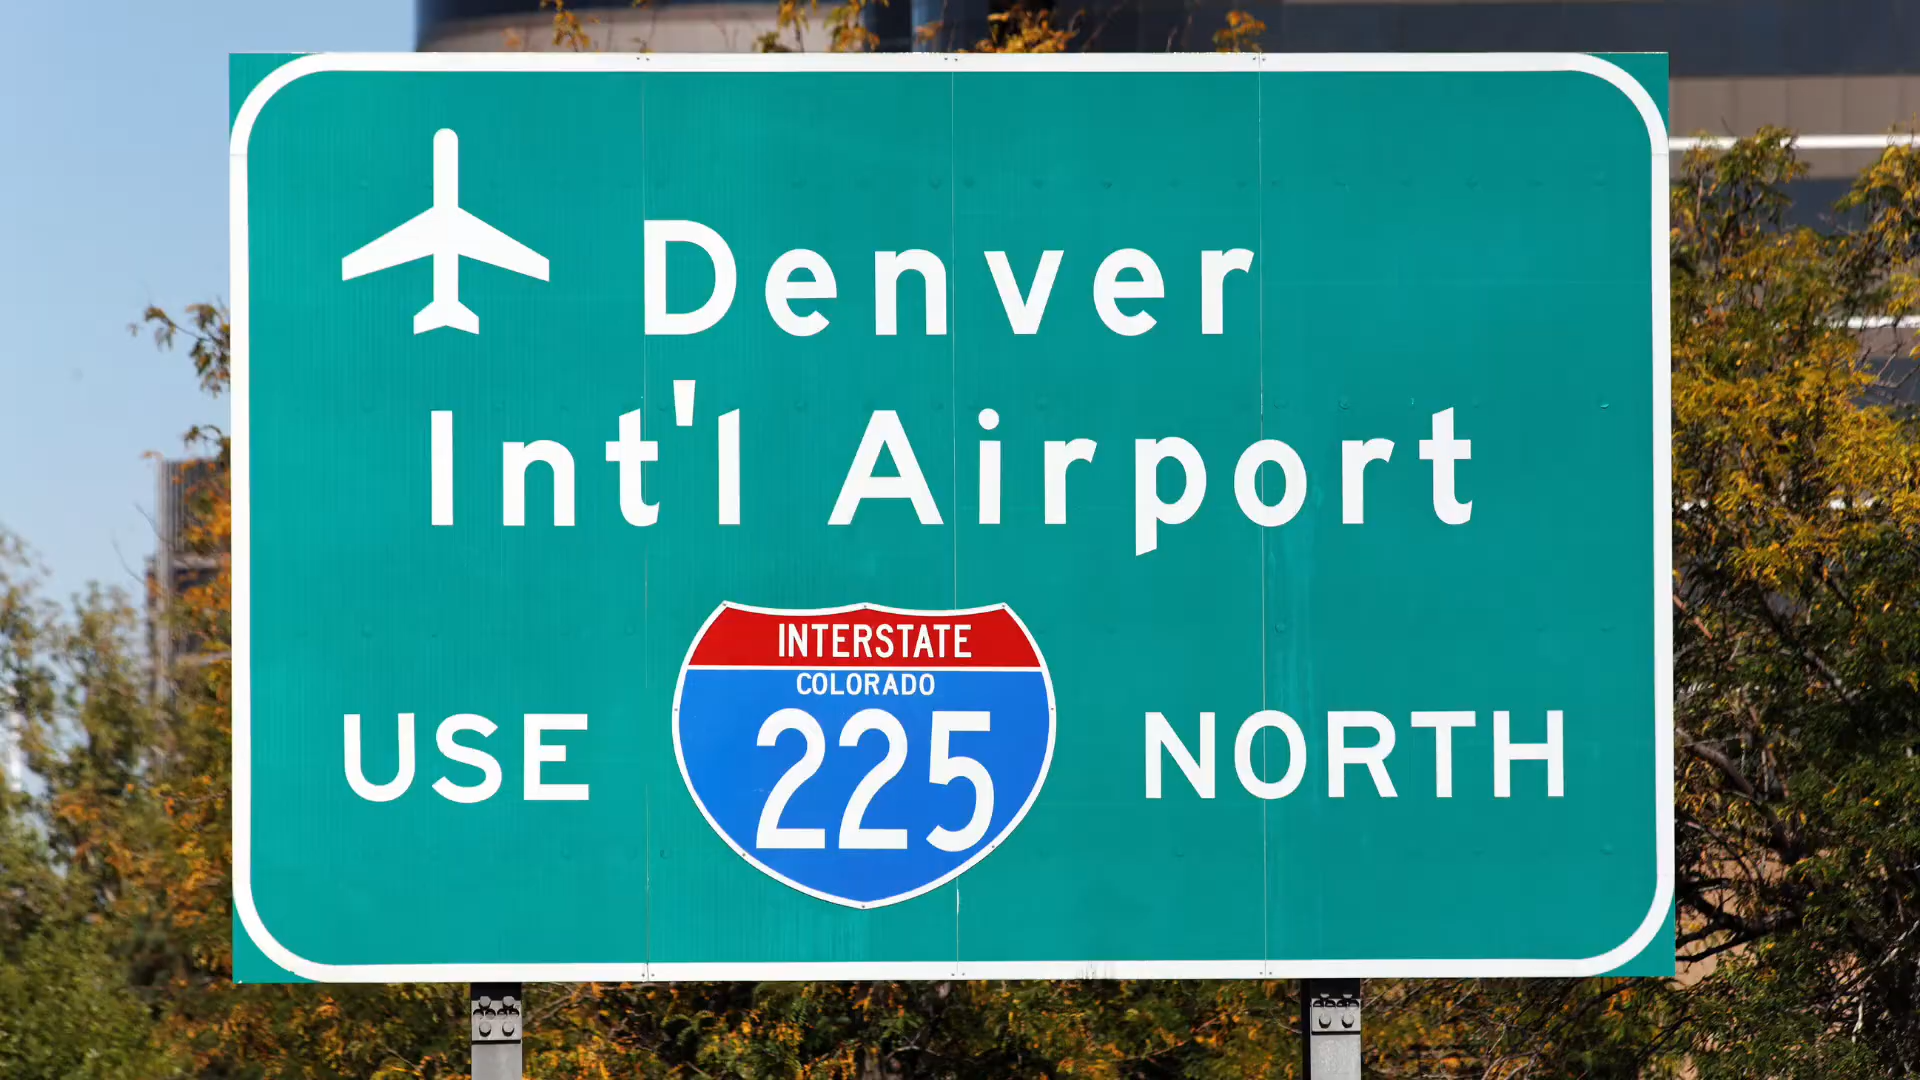 Denver
Int'l Airport
INTERSTATE
COLORADO
USE 225 NORTH